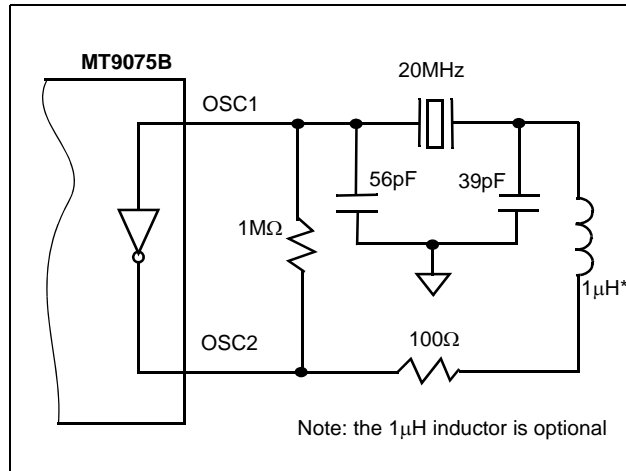 MT9075B
20MHz
OSC1
56pF
39pF
1MΩ
1µH*
OSC2
100Ω
Note: the 1µH inductor is optional